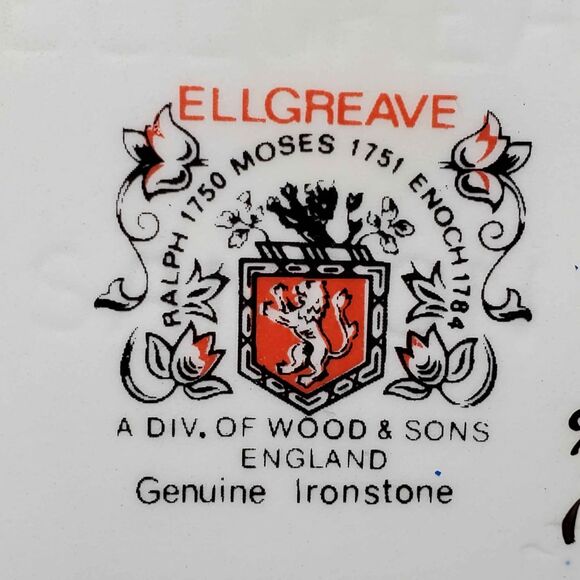 ELLGREAVE
RALPH 1750 MOSES 1751 ENOCH 1784
A DIV. OF WOOD & SONS
ENGLAND
Genuine Ironstone